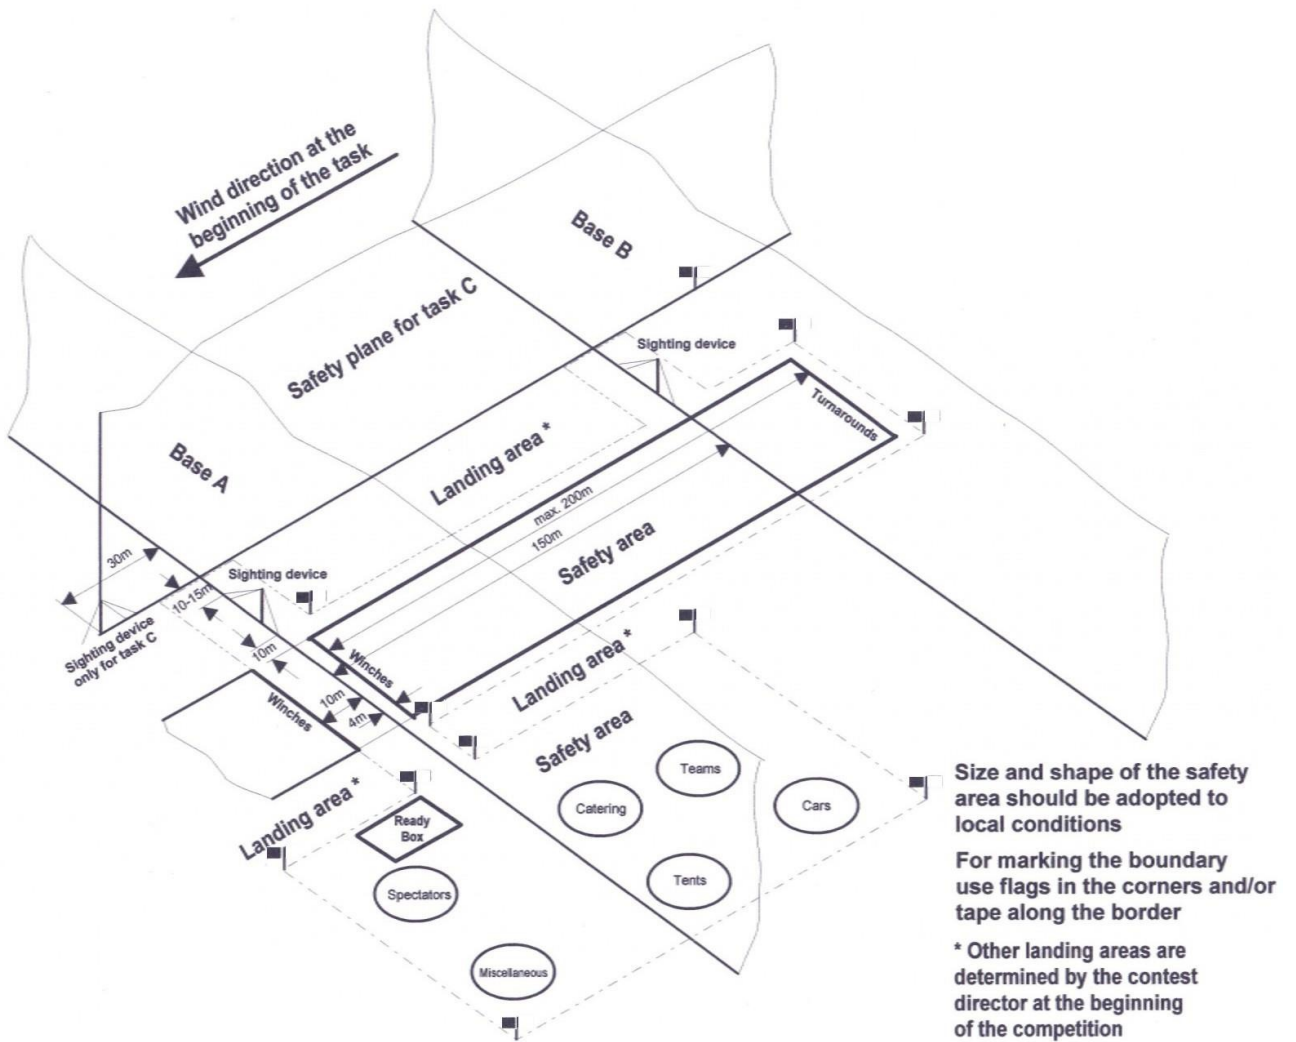 Wind direction at the
beginning of the task
Base B
Safety plane for task C
Sighting device
Turnarounds
Base A
Landing area *
max. 200m
150m
Safety area
30m
10-15m
Sighting device
Sighting device
only for task C
10m
Winches
Winches
10m
4m
Landing area *
Safety area
Teams
Catering
Cars
Tents
Landing area *
Ready
Box
Spectators
Miscellaneous
Size and shape of the safety
area should be adopted to
local conditions
For marking the boundary
use flags in the corners and/or
tape along the border
* Other landing areas are
determined by the contest
director at the beginning
of the competition